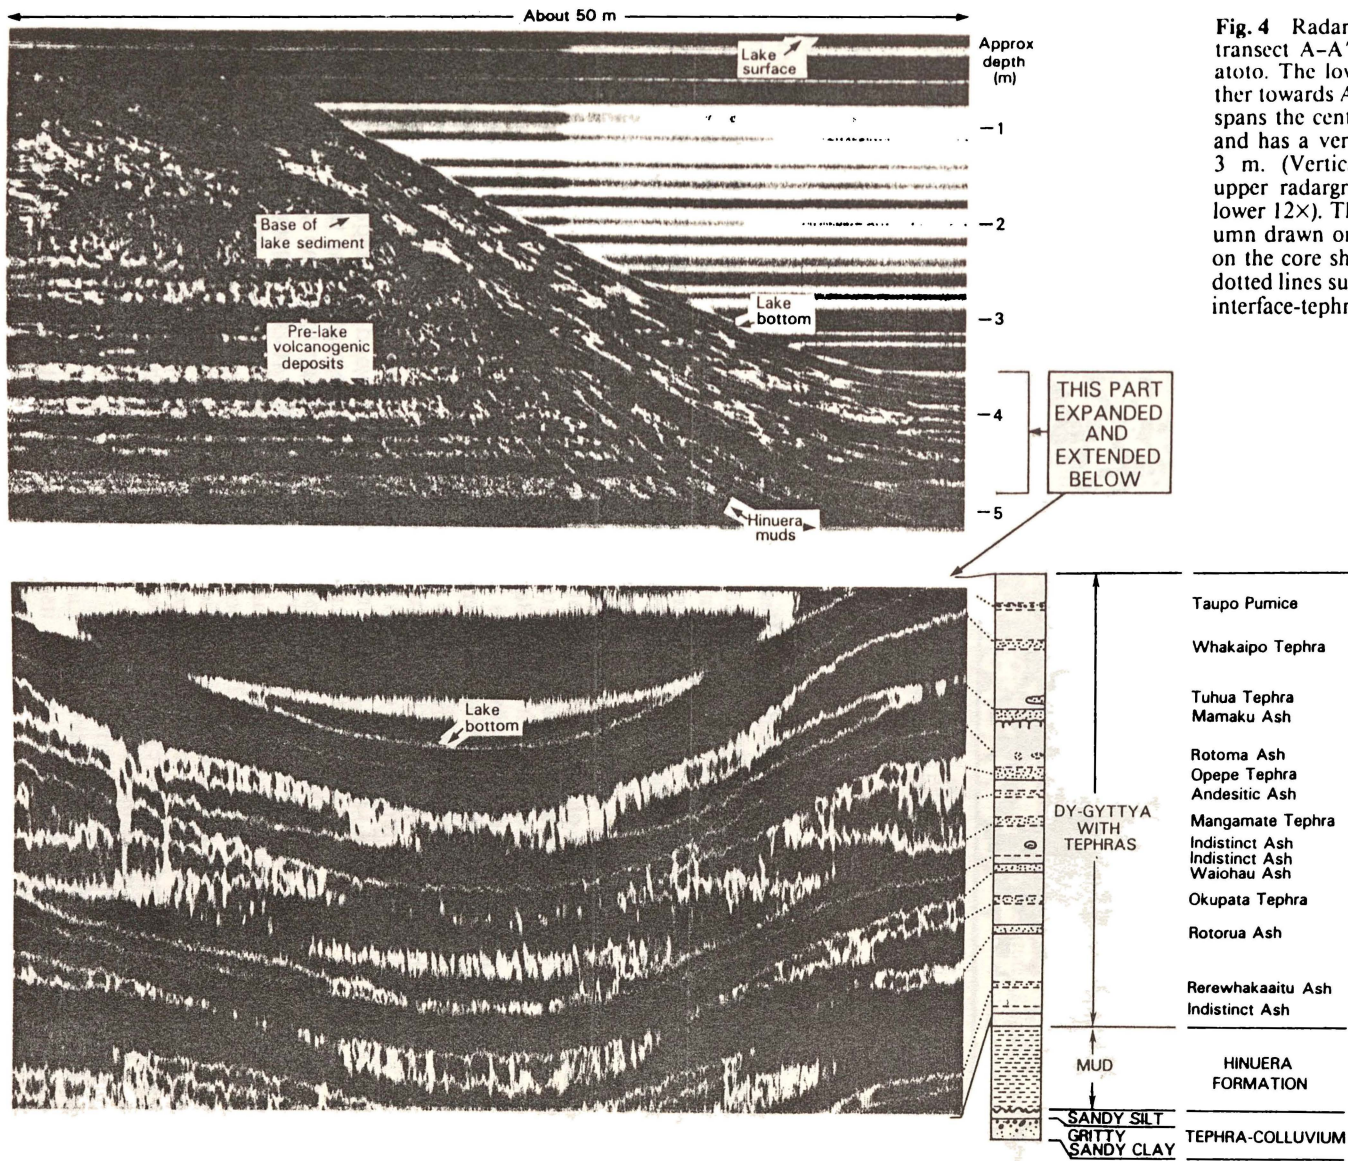 About 50 m
Fig. 4 Radar
transect A–A'
atoto. The low
ther towards A
spans the cent
and has a ver
3 m. (Vertic
upper radargr
lower 12×). Th
umn drawn or
on the core sh
dotted lines su
interface-tephr
Approx
depth
(m)
Lake
surface
–1
–2
–3
–4
–5
Base of
lake sediment
Lake
bottom
Pre-lake
volcanogenic
deposits
Hinuera
muds
THIS PART
EXPANDED
AND
EXTENDED
BELOW
Lake
bottom
Taupo Pumice
Whakaipo Tephra
Tuhua Tephra
Mamaku Ash
Rotoma Ash
Opepe Tephra
Andesitic Ash
Mangamate Tephra
Indistinct Ash
Indistinct Ash
Waiohau Ash
Okupata Tephra
Rotorua Ash
Rerewhakaaitu Ash
Indistinct Ash
DY-GYTTYA
WITH
TEPHRAS
MUD
HINUERA
FORMATION
SANDY SILT
GRITTY
SANDY CLAY
TEPHRA-COLLUVIUM